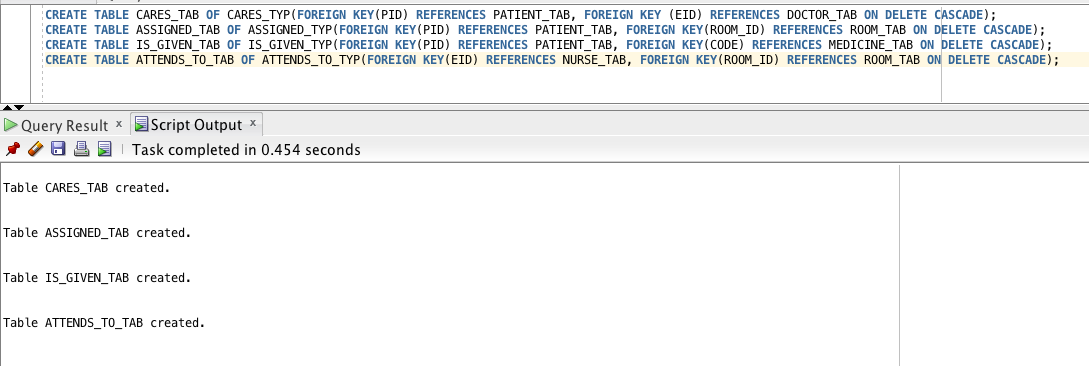 CREATE TABLE CARES_TAB OF CARES_TYP(FOREIGN KEY(PID) REFERENCES PATIENT_TAB, FOREIGN KEY (EID) REFERENCES DOCTOR_TAB ON DELETE CASCADE);
CREATE TABLE ASSIGNED_TAB OF ASSIGNED_TYP(FOREIGN KEY(PID) REFERENCES PATIENT_TAB, FOREIGN KEY(ROOM_ID) REFERENCES ROOM_TAB ON DELETE CASCADE);
CREATE TABLE IS_GIVEN_TAB OF IS_GIVEN_TYP(FOREIGN KEY(PID) REFERENCES PATIENT_TAB, FOREIGN KEY(CODE) REFERENCES MEDICINE_TAB ON DELETE CASCADE);
CREATE TABLE ATTENDS_TO_TAB OF ATTENDS_TO_TYP(FOREIGN KEY(EID) REFERENCES NURSE_TAB, FOREIGN KEY(ROOM_ID) REFERENCES ROOM_TAB ON DELETE CASCADE);
Query Result x Script Output x
Task completed in 0.454 seconds
Table CARES_TAB created.
Table ASSIGNED_TAB created.
Table IS_GIVEN_TAB created.
Table ATTENDS_TO_TAB created.